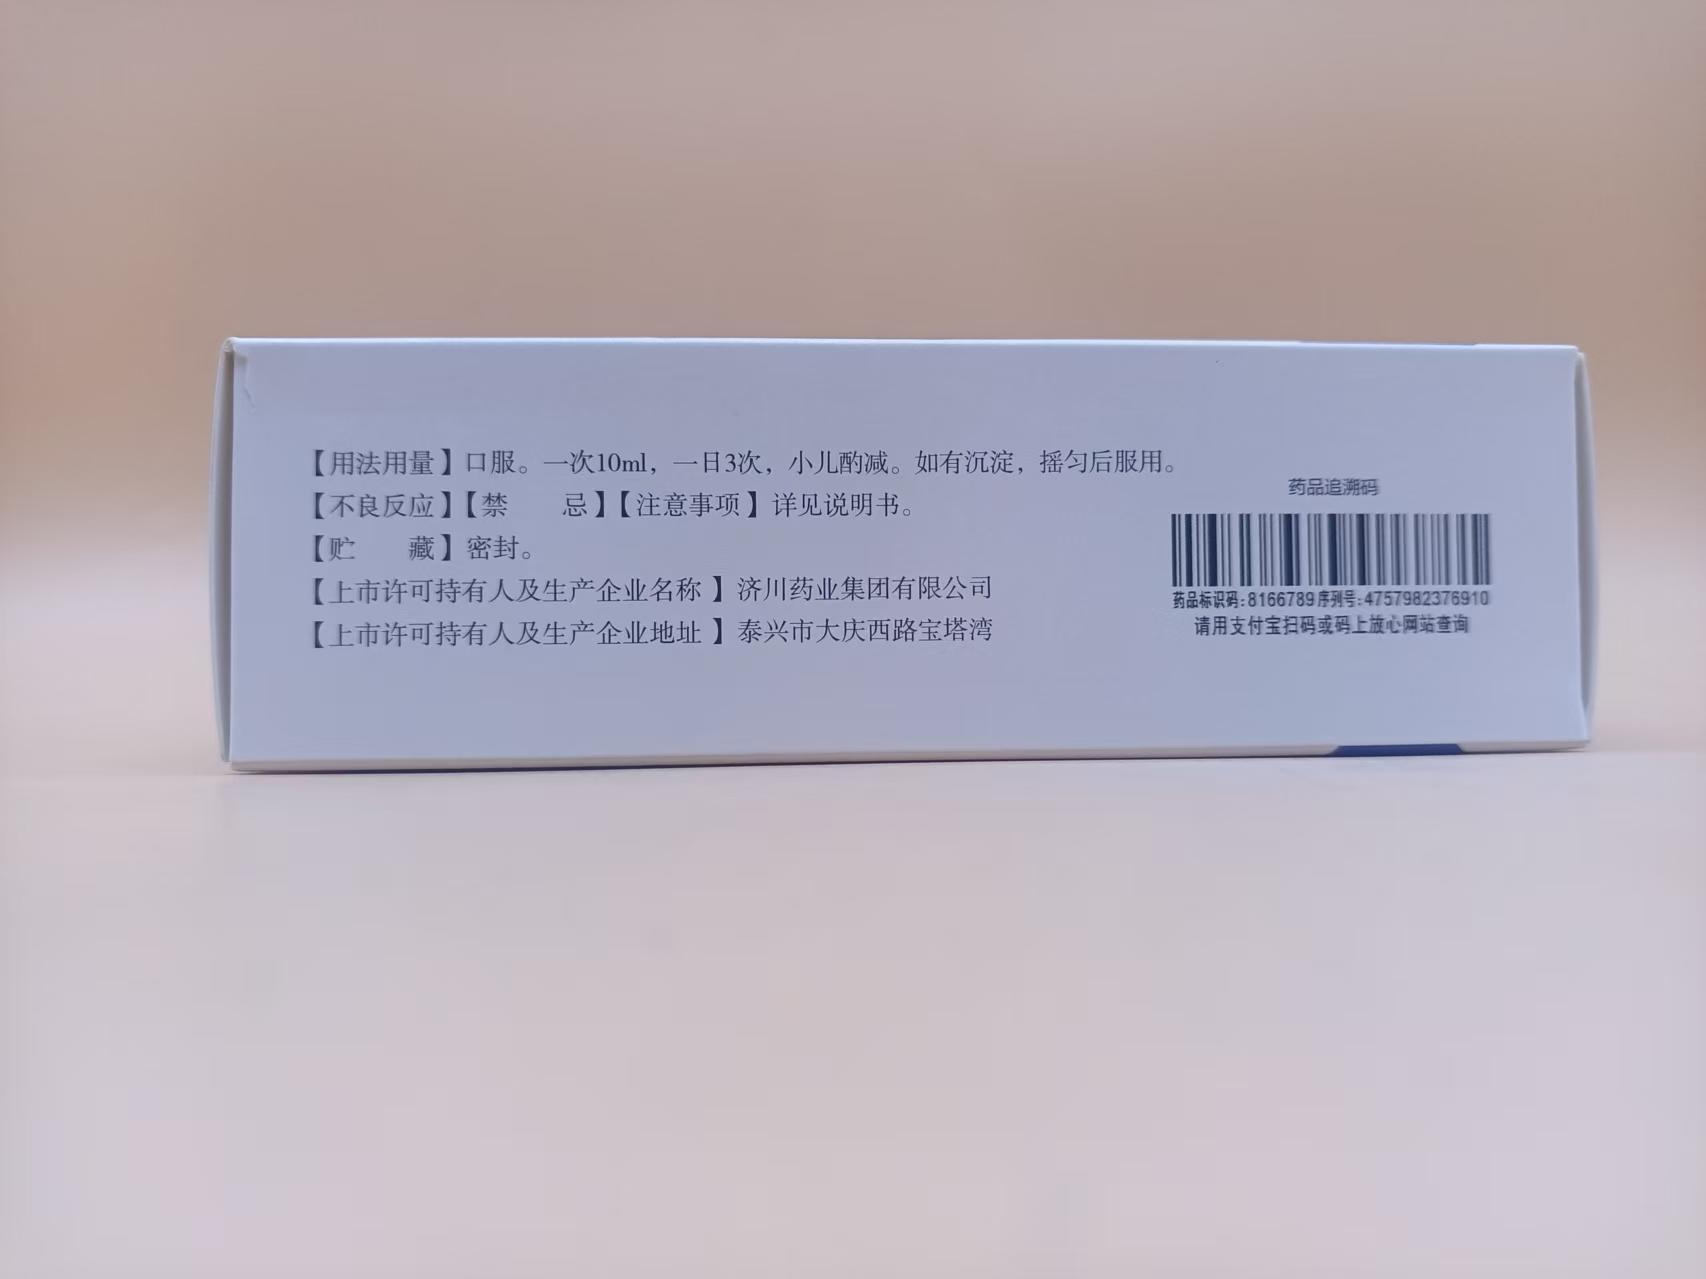 【用法用量】口服。一次10ml，一日3次，小儿酌减。如有沉淀，摇匀后服用。
【不良反应】【禁　　忌】【注意事项】详见说明书。
【贮　　藏】密封。
【上市许可持有人及生产企业名称】济川药业集团有限公司
【上市许可持有人及生产企业地址】泰兴市大庆西路宝塔湾
药品追溯码
药品标识码:8166789 序列号:4757982376910
请用支付宝扫码或码上放心网站查询